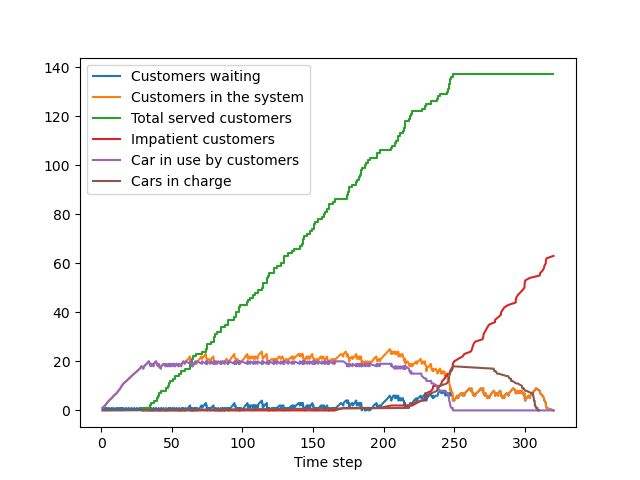 140
120
100
80
60
40
20
0
Customers waiting
Customers in the system
Total served customers
Impatient customers
Car in use by customers
Cars in charge
0 50 100 150 200 250 300
Time step